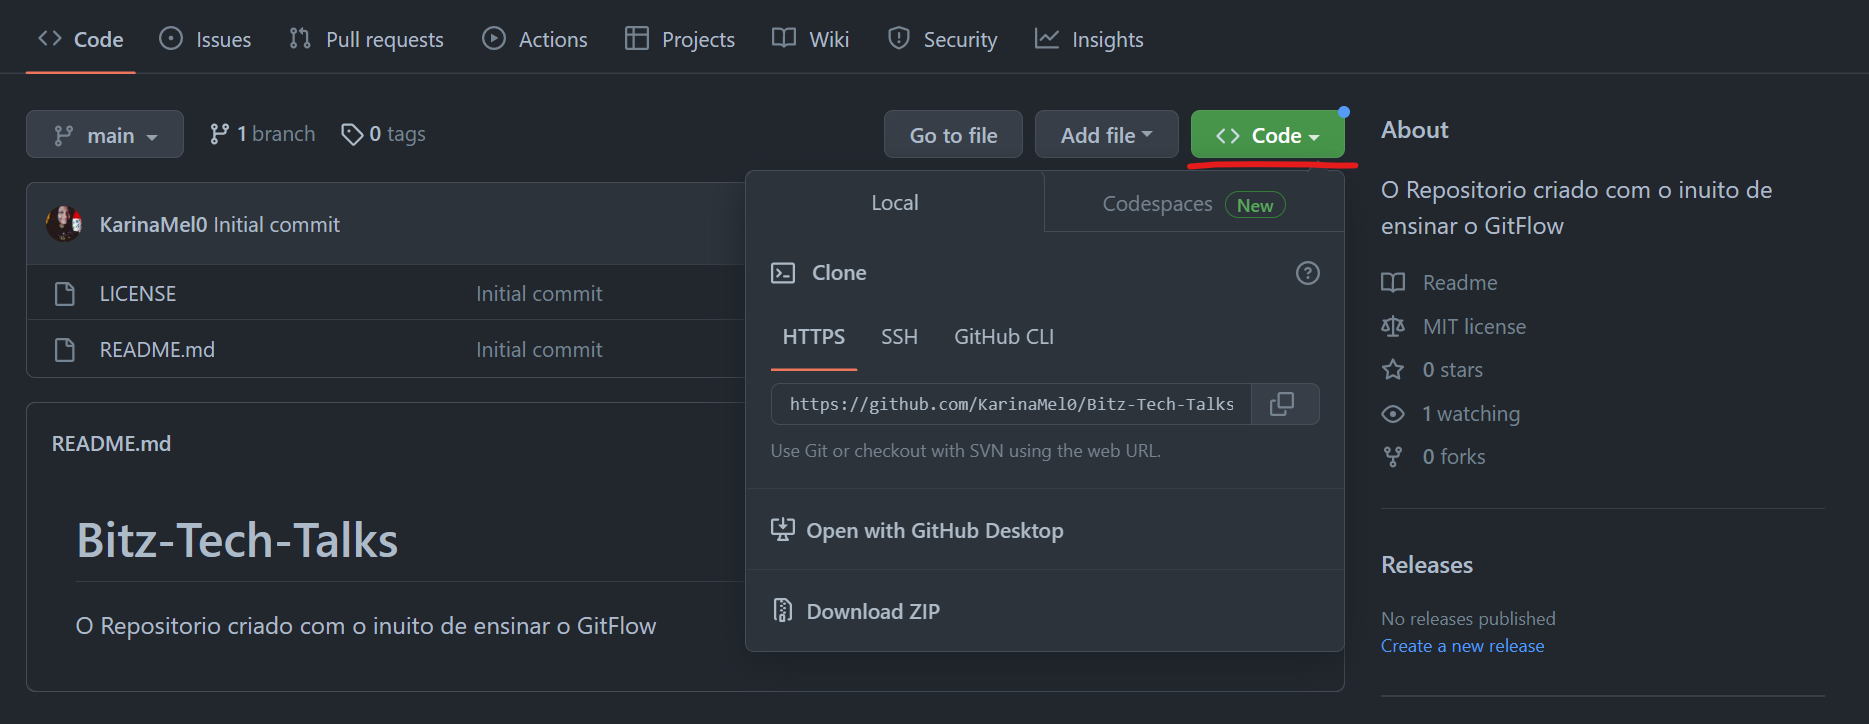 Code Issues Pull requests Actions Projects Wiki Security Insights
main 1 branch 0 tags Go to file Add file Code
KarinaMel0 Initial commit
LICENSE Initial commit
README.md Initial commit
README.md
Bitz-Tech-Talks
O Repositorio criado com o inuito de ensinar o GitFlow
Local Codespaces New
Clone
HTTPS SSH GitHub CLI
https://github.com/KarinaMel0/Bitz-Tech-Talks
Use Git or checkout with SVN using the web URL.
Open with GitHub Desktop
Download ZIP
About
O Repositorio criado com o inuito de
ensinar o GitFlow
Readme
MIT license
0 stars
1 watching
0 forks
Releases
No releases published
Create a new release